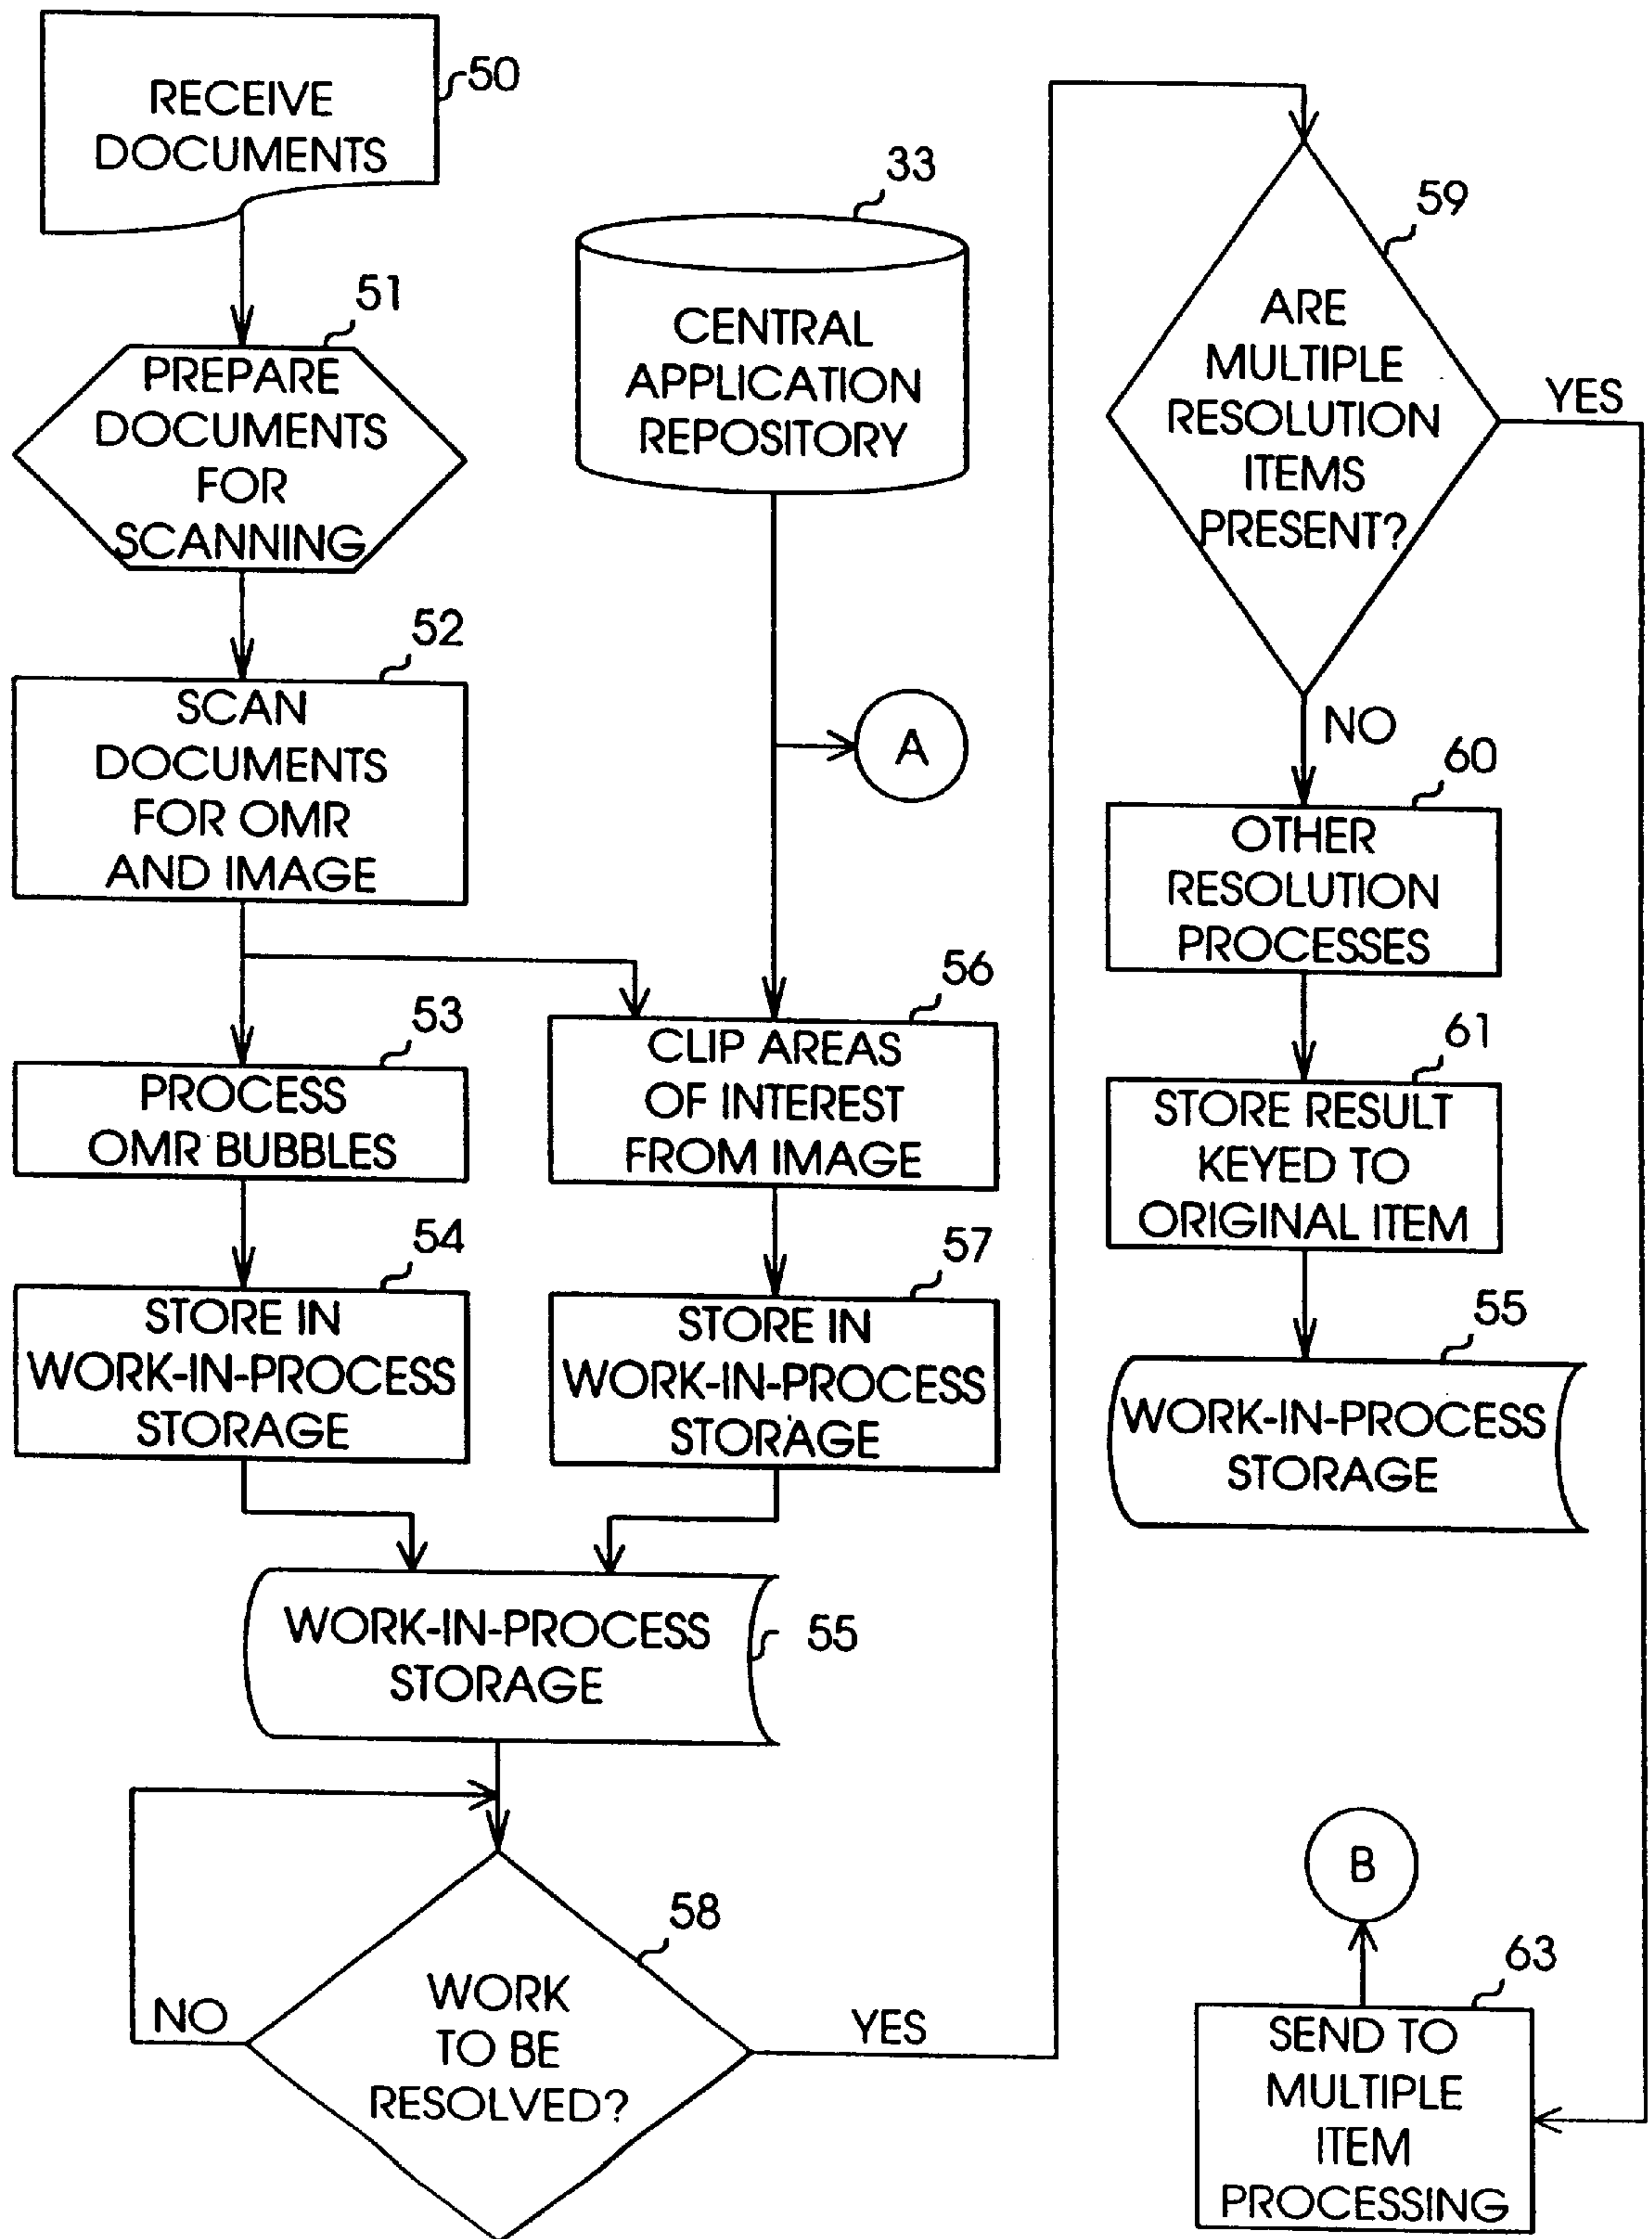 50
RECEIVE
DOCUMENTS
51
PREPARE
DOCUMENTS
FOR
SCANNING
52
SCAN
DOCUMENTS
FOR OMR
AND IMAGE
53
PROCESS
OMR BUBBLES
54
STORE IN
WORK-IN-PROCESS
STORAGE
33
CENTRAL
APPLICATION
REPOSITORY
A
56
CLIP AREAS
OF INTEREST
FROM IMAGE
57
STORE IN
WORK-IN-PROCESS
STORAGE
WORK-IN-PROCESS
STORAGE
55
58
WORK
TO BE
RESOLVED?
NO
YES
59
ARE
MULTIPLE
RESOLUTION
ITEMS
PRESENT?
YES
NO
60
OTHER
RESOLUTION
PROCESSES
61
STORE RESULT
KEYED TO
ORIGINAL ITEM
55
WORK-IN-PROCESS
STORAGE
B
63
SEND TO
MULTIPLE
ITEM
PROCESSING